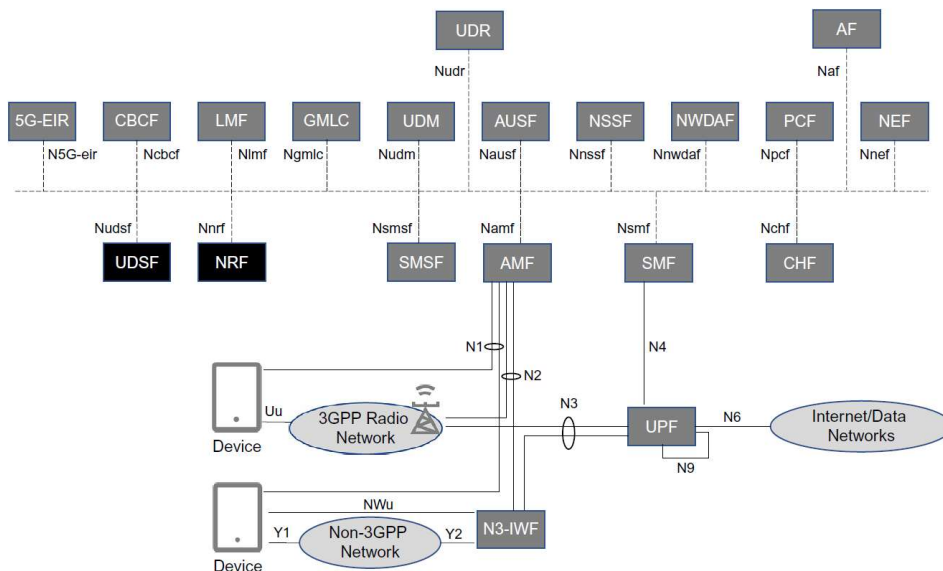 UDR
AF
Nudr
Naf
5G-EIR
CBCF
LMF
GMLC
UDM
AUSF
NSSF
NWDAF
PCF
NEF
N5G-eir
Ncbcf
Nlmf
Ngmlc
Nudm
Nausf
Nnssf
Nnwdaf
Npcf
Nnef
Nudsf
Nnrf
Nsmsf
Namf
Nsmf
Nchf
UDSF
NRF
SMSF
AMF
SMF
CHF
N1
N2
N4
N3
Uu
3GPP Radio
Network
Device
UPF
N6
Internet/Data
Networks
N9
NWu
Y1
Non-3GPP
Network
Y2
N3-IWF
Device